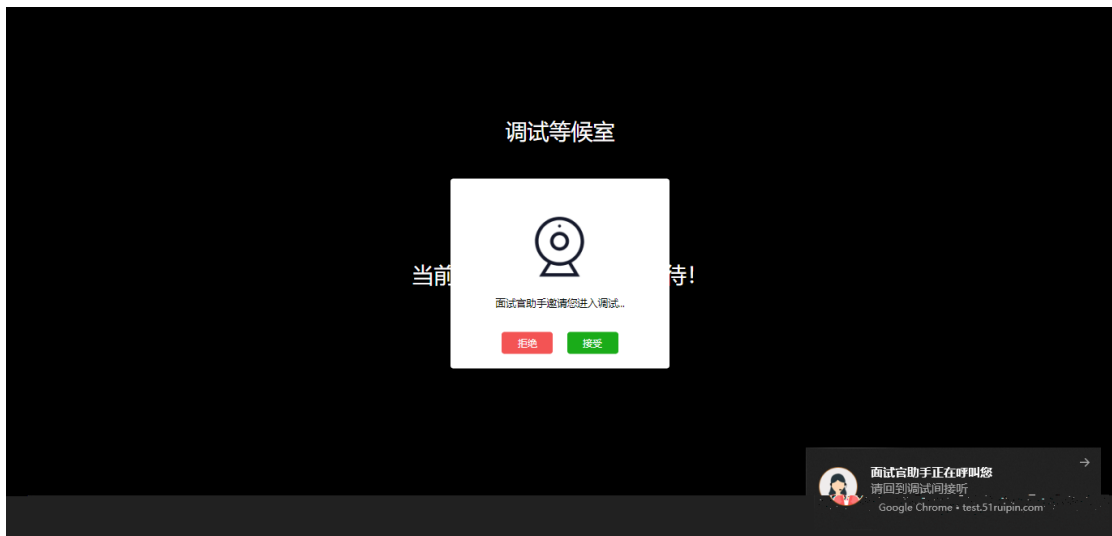 调试等候室
当前
待!
面试官助手邀请您进入调试...
拒绝
接受
面试官助手正在呼叫您
请回到调试间接听
Google Chrome • test.51ruipin.com